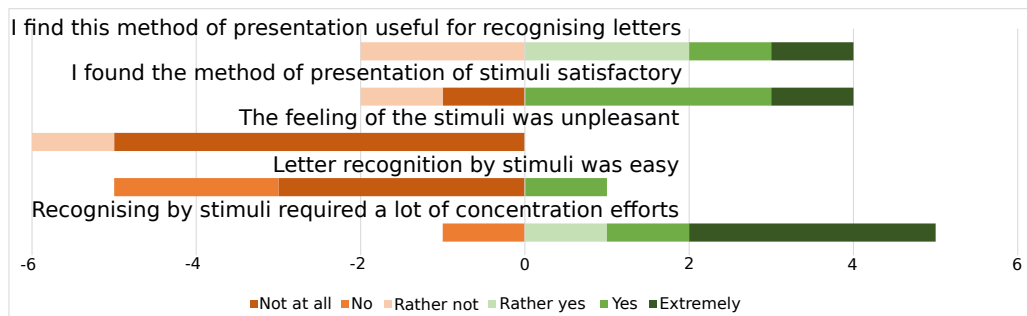 I find this method of presentation useful for recognising letters
I found the method of presentation of stimuli satisfactory
The feeling of the stimuli was unpleasant
Letter recognition by stimuli was easy
Recognising by stimuli required a lot of concentration efforts
-6 -4 -2 0 2 4 6
Not at all No Rather not Rather yes Yes Extremely